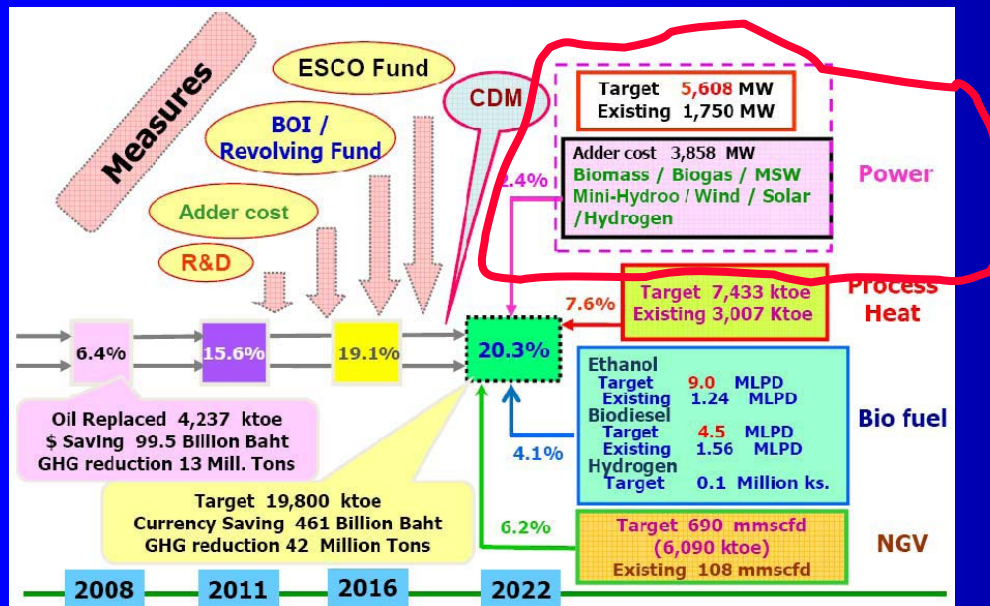 Measures
ESCO Fund
BOI /
Revolving Fund
Adder cost
R&D
CDM
Target 5,608 MW
Existing 1,750 MW
Adder cost 3,858 MW
Biomass / Biogas / MSW
Mini-Hydroo / Wind / Solar
/Hydrogen
Power
2.4%
7.6%
Target 7,433 ktoe
Existing 3,007 Ktoe
Process
Heat
6.4%
15.6%
19.1%
20.3%
Ethanol
Target 9.0 MLPD
Existing 1.24 MLPD
Biodiesel
Target 4.5 MLPD
Existing 1.56 MLPD
Hydrogen
Target 0.1 Million ks.
Bio fuel
4.1%
Oil Replaced 4,237 ktoe
$ Saving 99.5 Billion Baht
GHG reduction 13 Mill. Tons
Target 19,800 ktoe
Currency Saving 461 Billion Baht
GHG reduction 42 Million Tons
6.2%
Target 690 mmscfd
(6,090 ktoe)
Existing 108 mmscfd
NGV
2008
2011
2016
2022